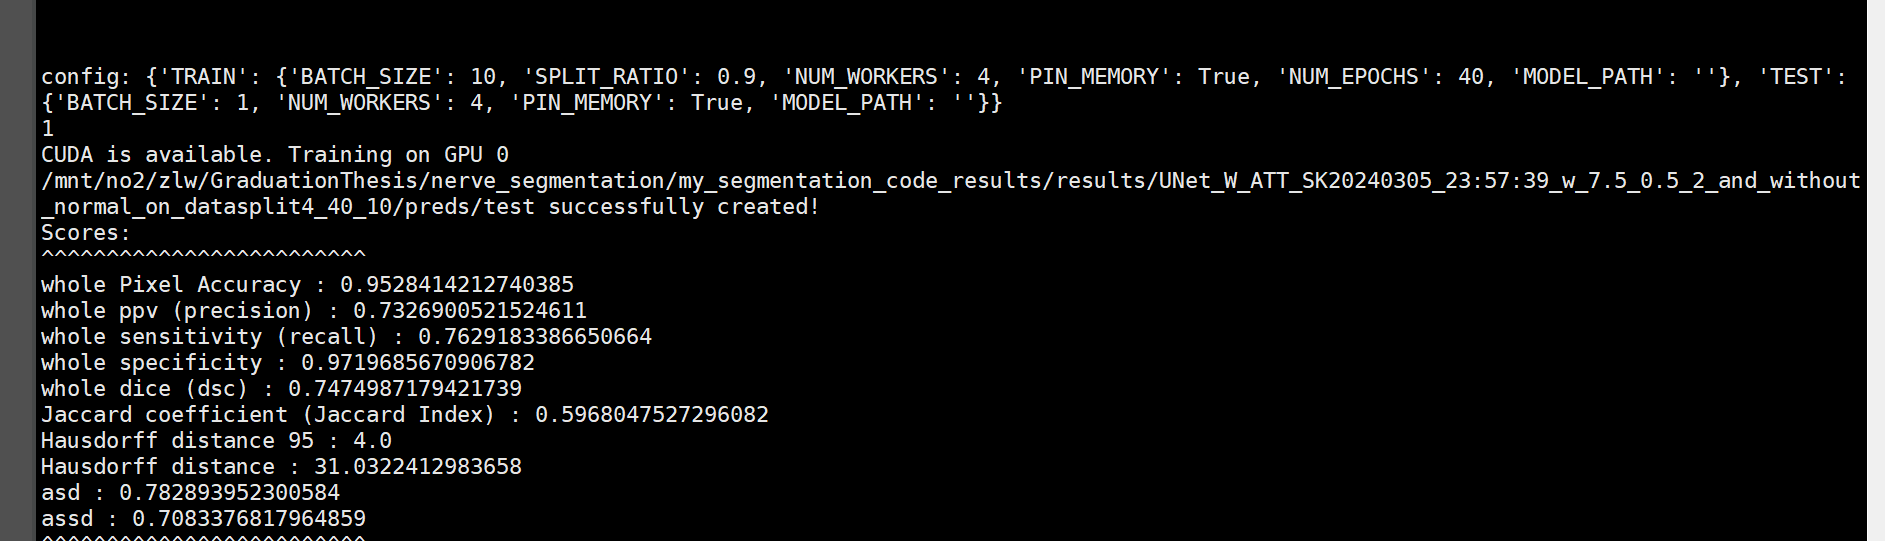 config: {'TRAIN': {'BATCH_SIZE': 10, 'SPLIT_RATIO': 0.9, 'NUM_WORKERS': 4, 'PIN_MEMORY': True, 'NUM_EPOCHS': 40, 'MODEL_PATH': ''}, 'TEST':
{'BATCH_SIZE': 1, 'NUM_WORKERS': 4, 'PIN_MEMORY': True, 'MODEL_PATH': ''}}
1
CUDA is available. Training on GPU 0
/mnt/no2/zlw/GraduationThesis/nerve_segmentation/my_segmentation_code_results/results/UNet_W_ATT_SK20240305_23:57:39_w_7.5_0.5_2_and_without
_normal_on_datasplit4_40_10/preds/test successfully created!
Scores:
^^^^^^^^^^^^^^^^^^^^^^^^^
whole Pixel Accuracy : 0.9528414212740385
whole ppv (precision) : 0.7326900521524611
whole sensitivity (recall) : 0.7629183386650664
whole specificity : 0.9719685670906782
whole dice (dsc) : 0.7474987179421739
Jaccard coefficient (Jaccard Index) : 0.5968047527296082
Hausdorff distance 95 : 4.0
Hausdorff distance : 31.0322412983658
asd : 0.782893952300584
assd : 0.7083376817964859
^^^^^^^^^^^^^^^^^^^^^^^^^